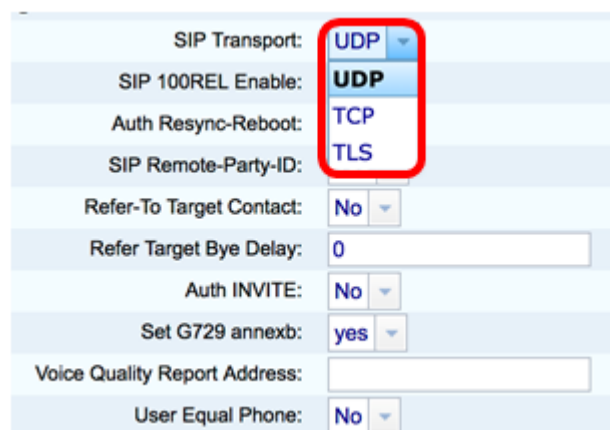 SIP Transport: UDP
SIP 100REL Enable: UDP
Auth Resync-Reboot: TCP
SIP Remote-Party-ID: TLS
Refer-To Target Contact: No
Refer Target Bye Delay: 0
Auth INVITE: No
Set G729 annexb: yes
Voice Quality Report Address:
User Equal Phone: No